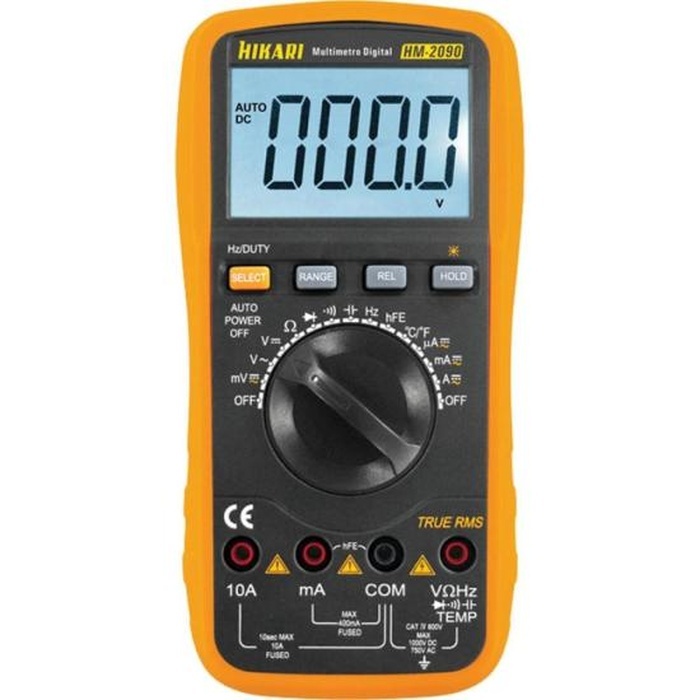 HIKARI Multimetro Digital HM-2090
AUTO
DC
000.0
V
Hz/DUTY
SELECT RANGE REL HOLD
AUTO
POWER
OFF
Ω Hz hFE
°C/°F
V⎓
µA
V~
mA
mV
A
OFF OFF
CE
TRUE RMS
hFE
10A mA COM VΩHz
TEMP
MAX
400mA
FUSED
10sec MAX
10A
FUSED
CAT IV 600V
MAX
1000V DC
750V AC